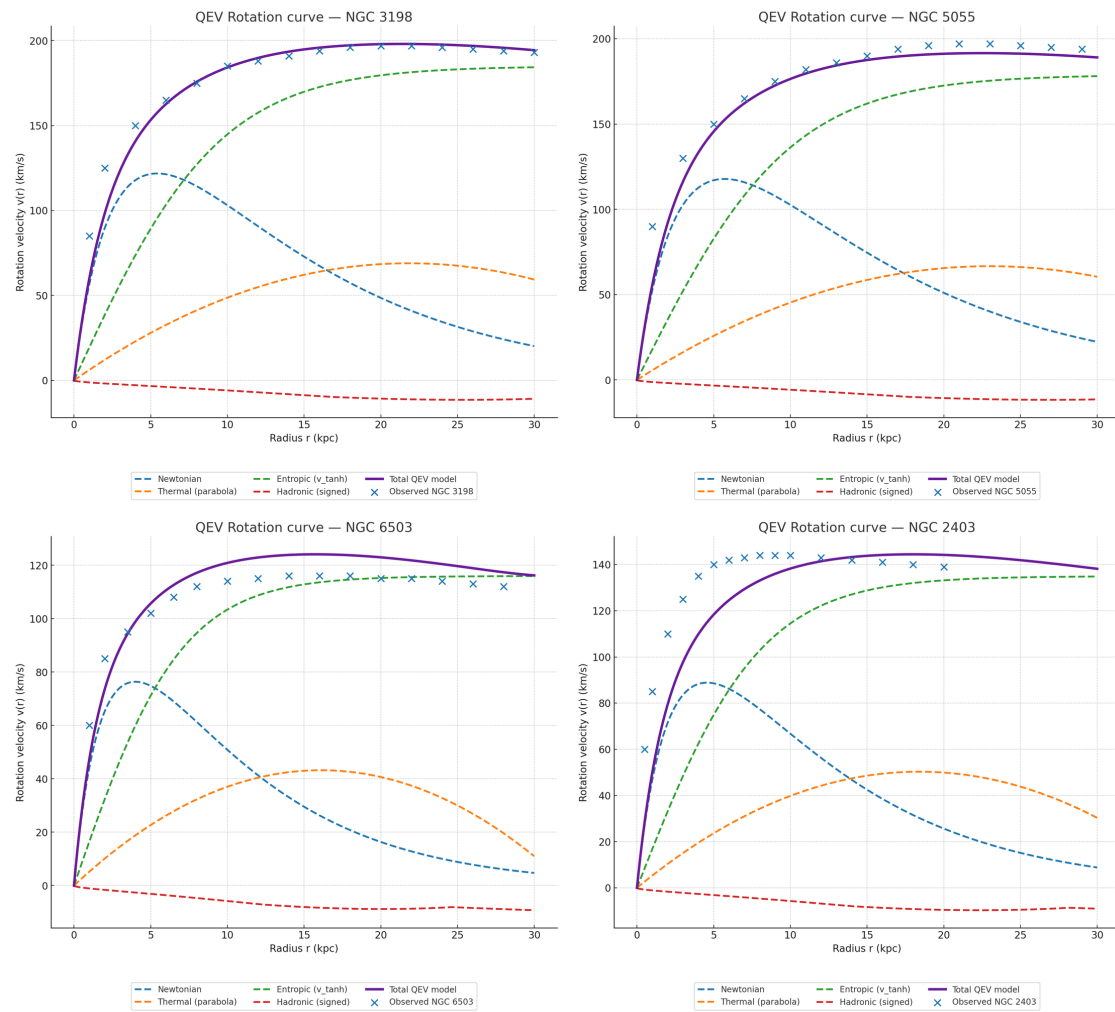 QEV Rotation curve — NGC 3198
Rotation velocity v(r) (km/s)
200
150
100
50
0
0 5 10 15 20 25 30
Radius r (kpc)
Newtonian Entropic (v_tanh) Total QEV model
Thermal (parabola) Hadronic (signed) Observed NGC 3198
QEV Rotation curve — NGC 5055
Rotation velocity v(r) (km/s)
200
150
100
50
0
0 5 10 15 20 25 30
Radius r (kpc)
Newtonian Entropic (v_tanh) Total QEV model
Thermal (parabola) Hadronic (signed) Observed NGC 5055
QEV Rotation curve — NGC 6503
Rotation velocity v(r) (km/s)
120
100
80
60
40
20
0
0 5 10 15 20 25 30
Radius r (kpc)
Newtonian Entropic (v_tanh) Total QEV model
Thermal (parabola) Hadronic (signed) Observed NGC 6503
QEV Rotation curve — NGC 2403
Rotation velocity v(r) (km/s)
140
120
100
80
60
40
20
0
0 5 10 15 20 25 30
Radius r (kpc)
Newtonian Entropic (v_tanh) Total QEV model
Thermal (parabola) Hadronic (signed) Observed NGC 2403